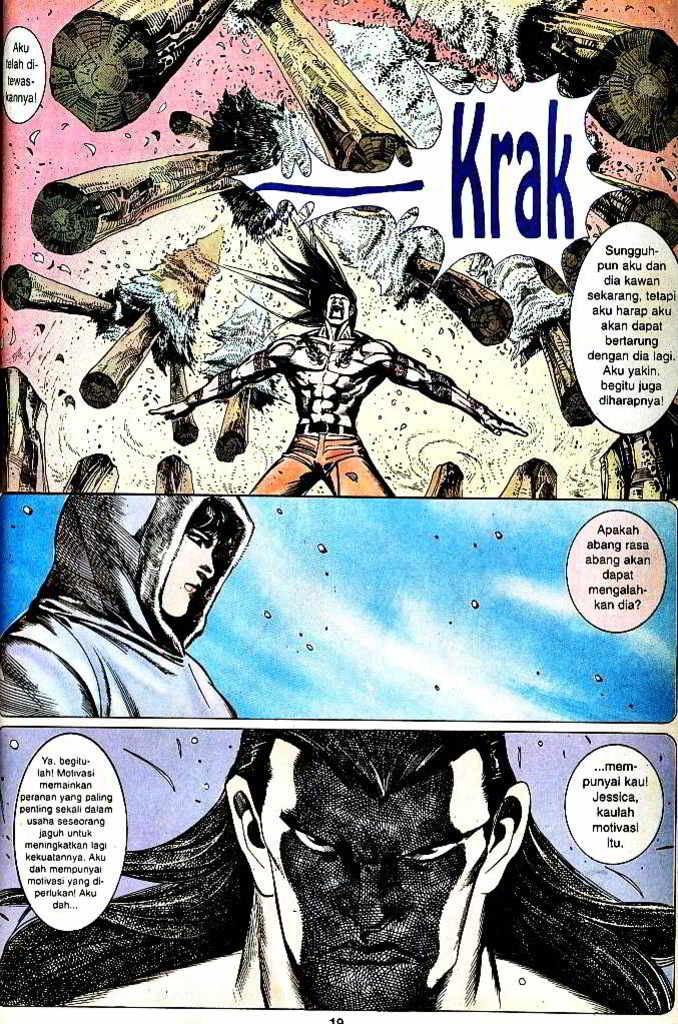 Aku
telah di-
tewas-
kannya!
Krak
Sungguh-
pun aku dan
dia kawan
sekarang, tetapi
aku harap aku
akan dapat
bertarung
dengan dia lagi.
Aku yakin,
begitu juga
diharapnya!
Apakah
abang rasa
abang akan
dapat
mengalah-
kan dia?
Ya, begitu-
lah! Motivasi
memainkan
peranan yang paling
penting sekali dalam
usaha seseorang
jaguh untuk
meningkatkan lagi
kekuatannya. Aku
dah mempunyai
motivasi yang di-
perlukan! Aku
dah...
...mem-
punyai kau!
Jessica,
kaulah
motivasi
itu.
19